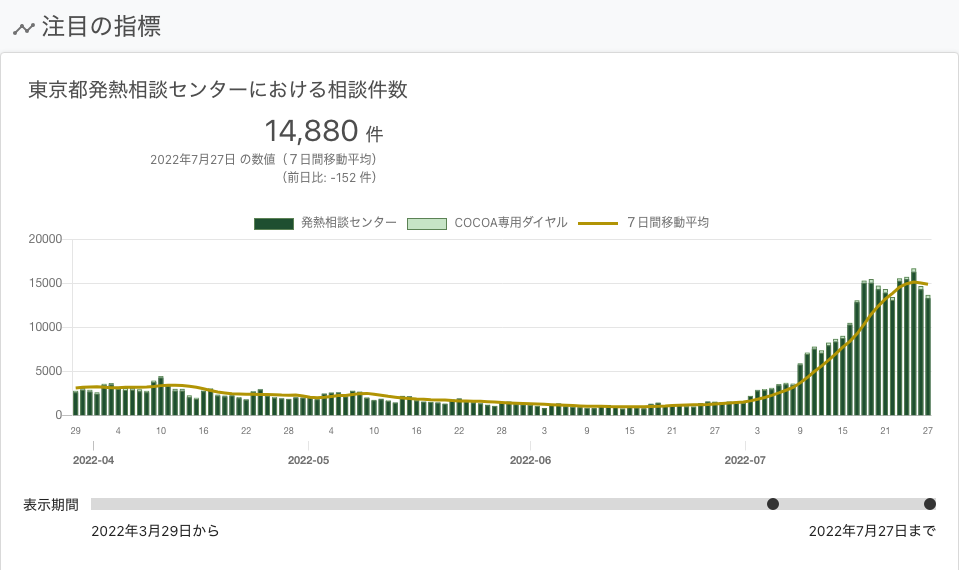 注目の指標
東京都発熱相談センターにおける相談件数
14,880 件
2022年7月27日 の数値（７日間移動平均）
（前日比: -152 件）
発熱相談センター COCOA専用ダイヤル ７日間移動平均
20000
15000
10000
5000
0
29 4 10 16 22 28 4 10 16 22 28 3 9 15 21 27 3 9 15 21 27
2022-04 2022-05 2022-06 2022-07
表示期間
2022年3月29日から 2022年7月27日まで